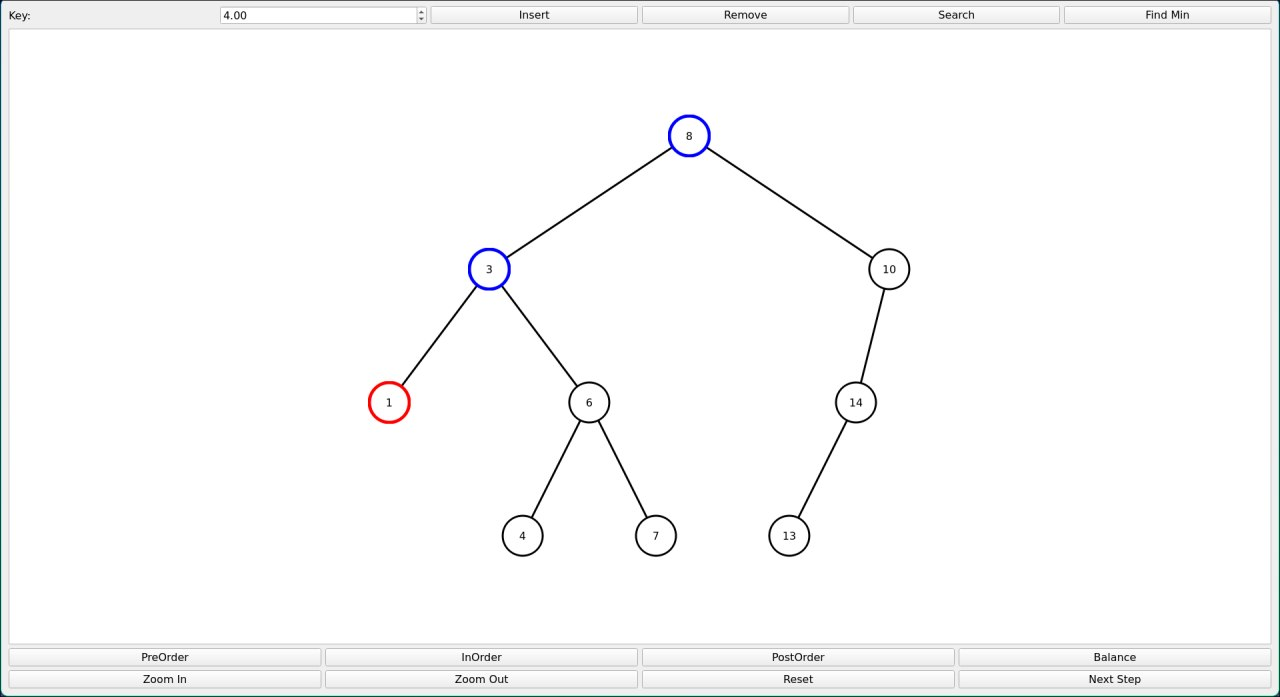 Key: 4.00 Insert Remove Search Find Min
8
3 10
1 6 14
4 7 13
PreOrder InOrder PostOrder Balance
Zoom In Zoom Out Reset Next Step